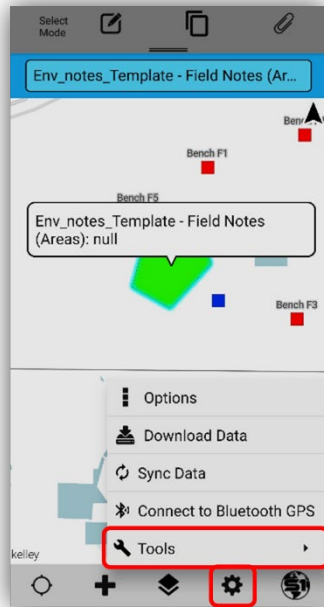 Select
Mode
Env_notes_Template - Field Notes (Ar...
Bench F1
Bench F5
Env_notes_Template - Field Notes
(Areas): null
Bench F3
Options
Download Data
Sync Data
Connect to Bluetooth GPS
Tools
kelley